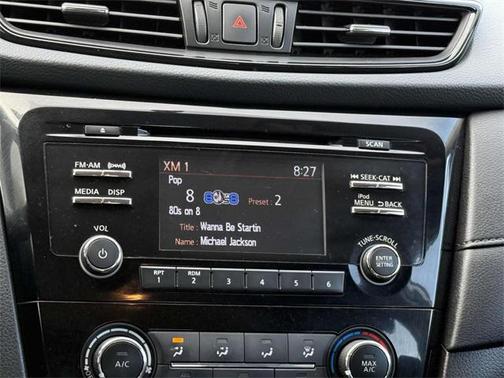 SCAN
FM·AM
MEDIA DISP
VOL
XM 1 8:27
Pop
8 Preset: 2
80s on 8
Title : Wanna Be Startin
Name : Michael Jackson
SEEK·CAT
iPod
MENU BACK
TUNE·SCROLL
ENTER
SETTING
RPT
1
RDM
2
3 4 5 6
A/C
MAX
A/C